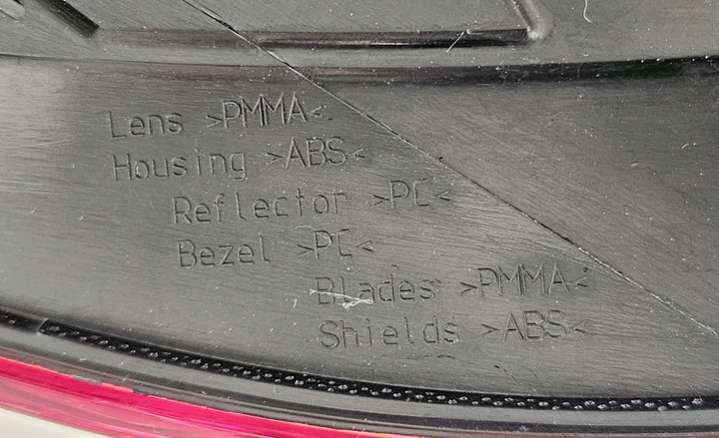 Lens >PMMA<
Housing >ABS<
Reflector >PC<
Bezel >PC<
Blades >PMMA<
Shields >ABS<